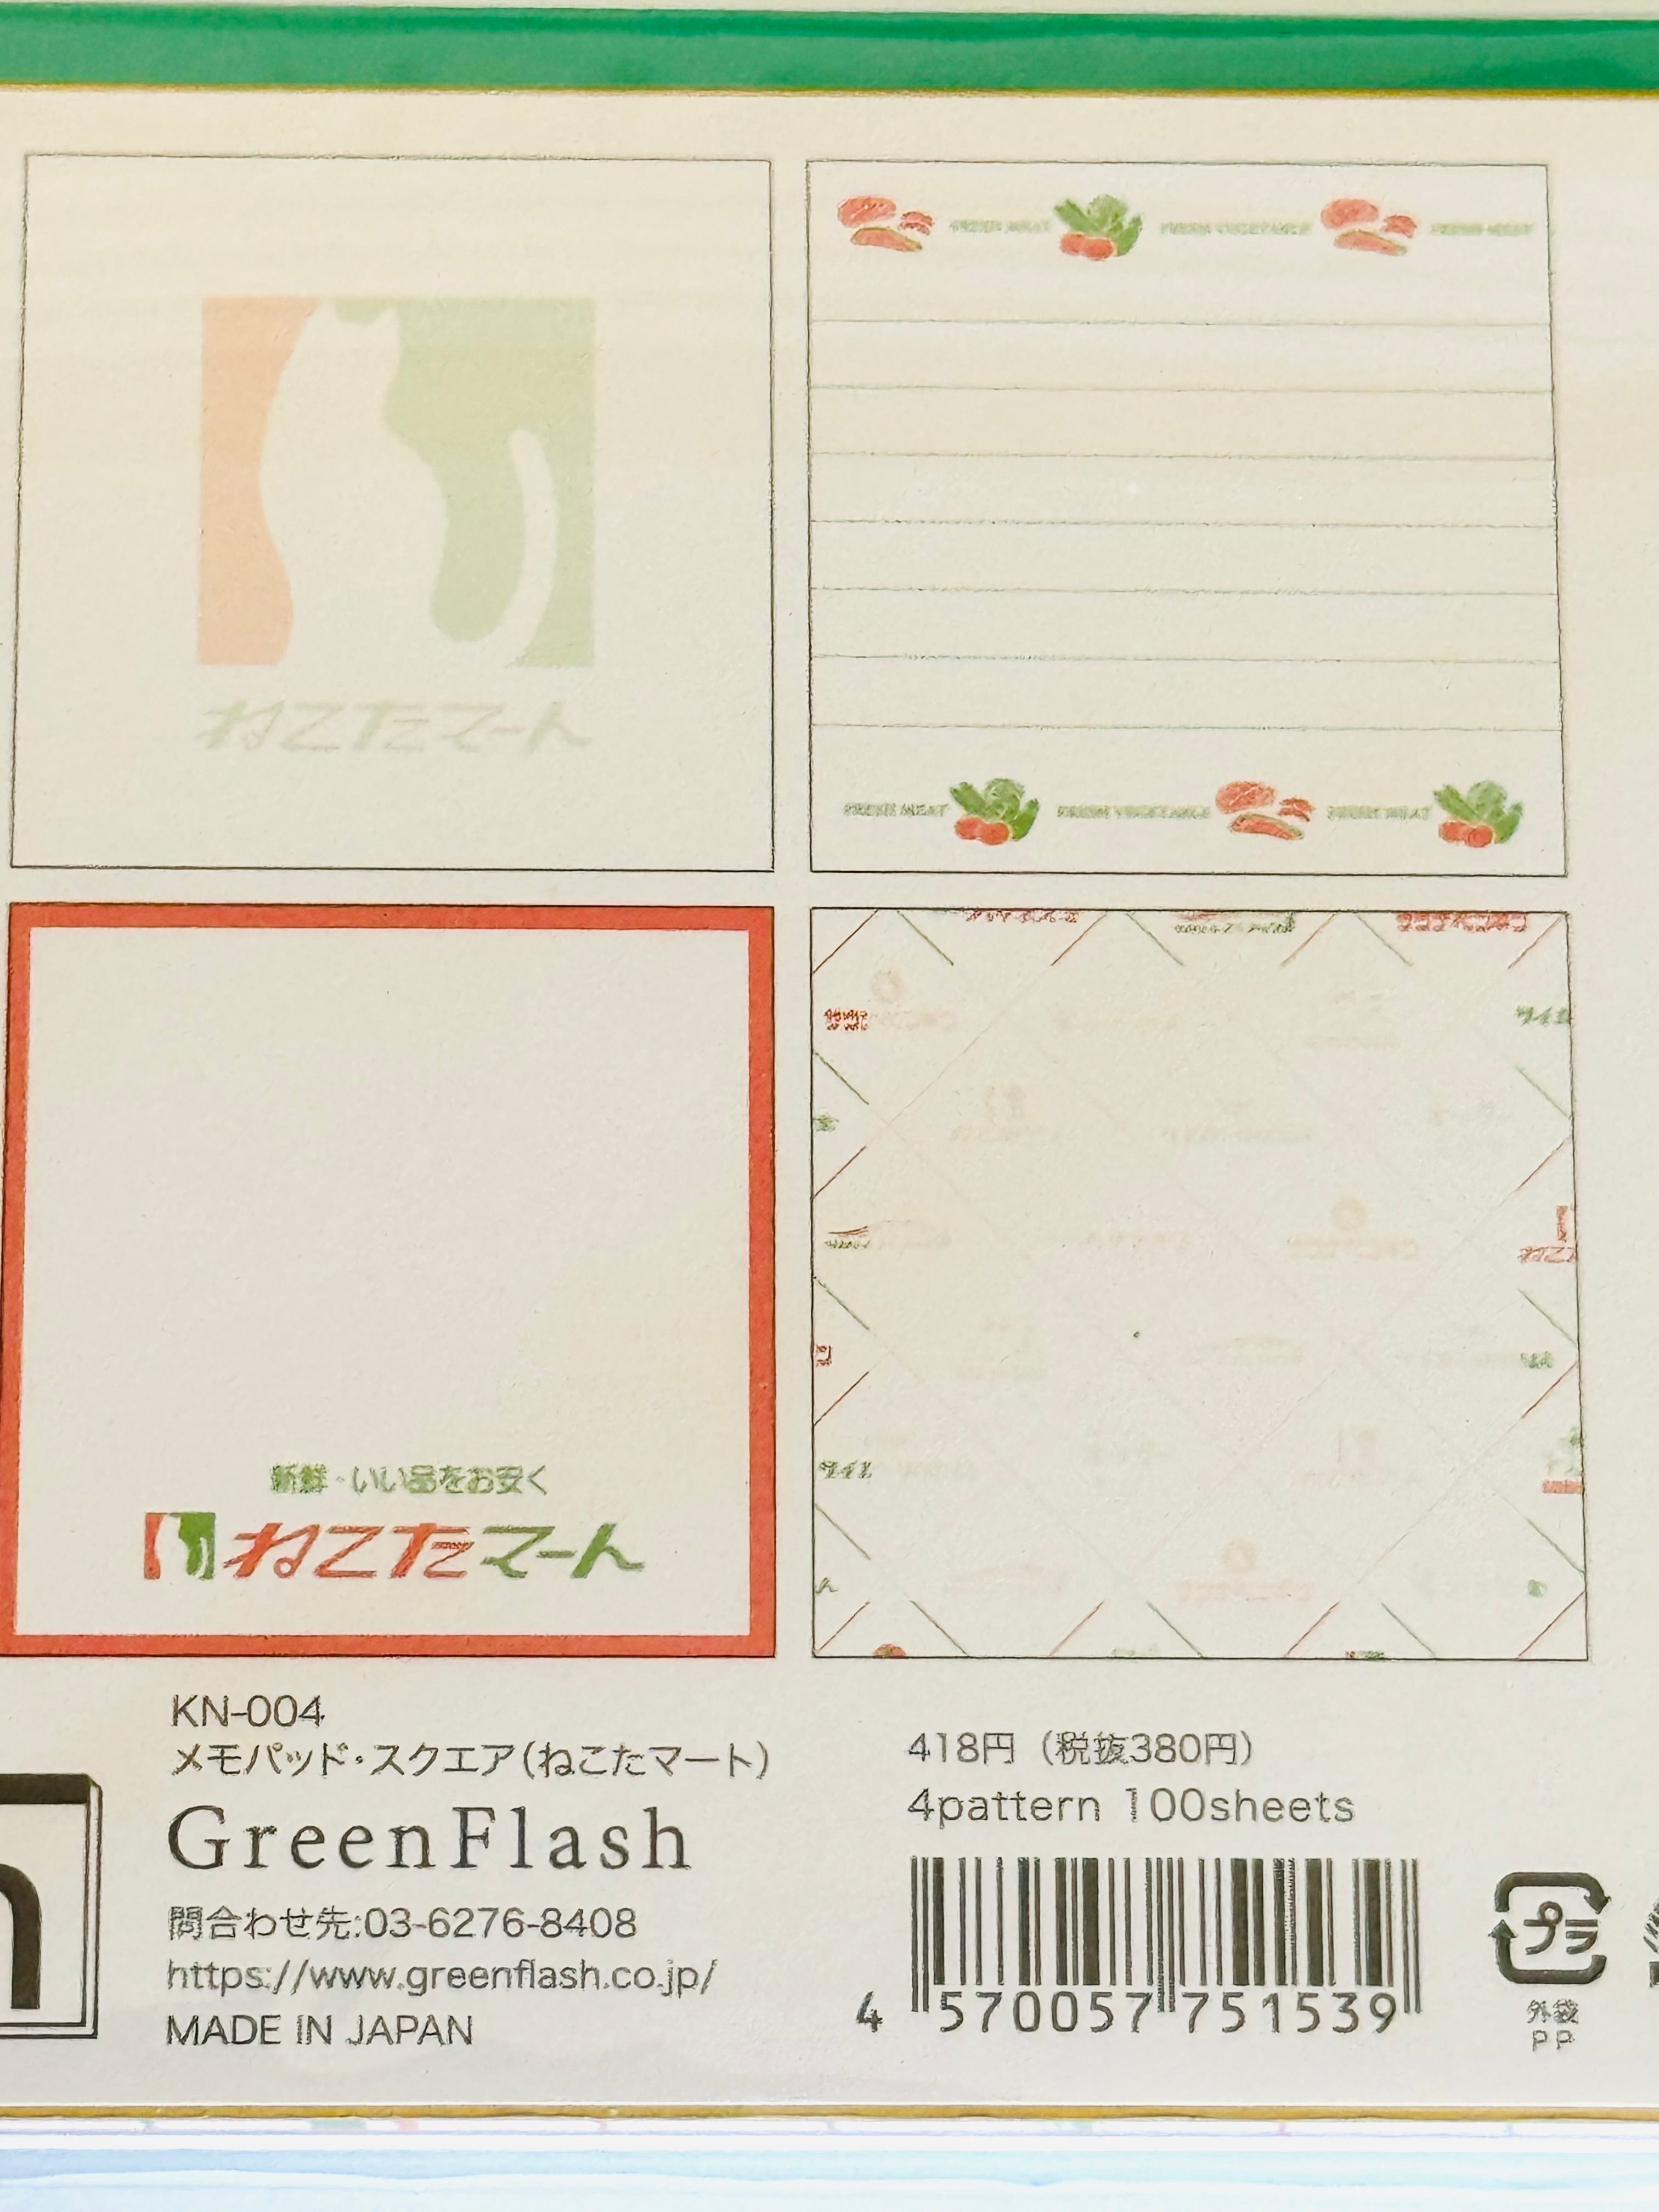 ねこたマート
FRESH MEAT FRESH VEGETABLE FRESH MEAT
FRESH MEAT FRESH VEGETABLE FRESH MEAT
新鮮・いい品をお安く
ねこたマート
KN-004
メモパッド・スクエア(ねこたマート)
GreenFlash
問合わせ先:03-6276-8408
https://www.greenflash.co.jp/
MADE IN JAPAN
418円(税抜380円)
4pattern 100sheets
4 570057 751539
プラ
外袋
PP